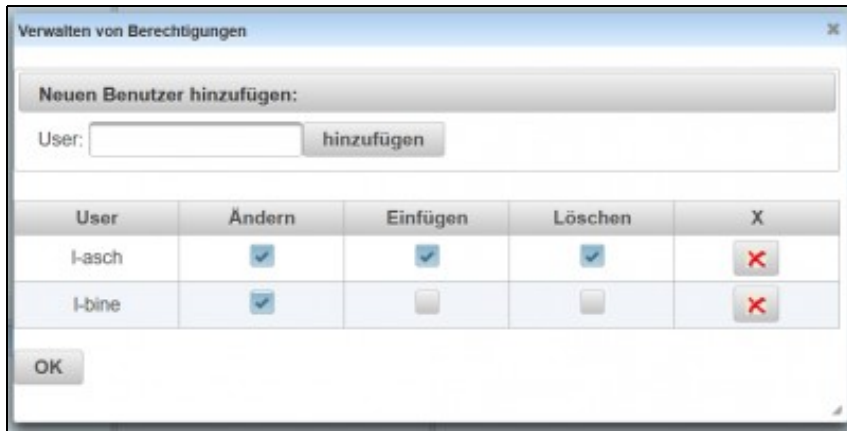 Verwalten von Berechtigungen
Neuen Benutzer hinzufügen:
User: hinzufügen
User Ändern Einfügen Löschen X
l-asch
l-bine
OK